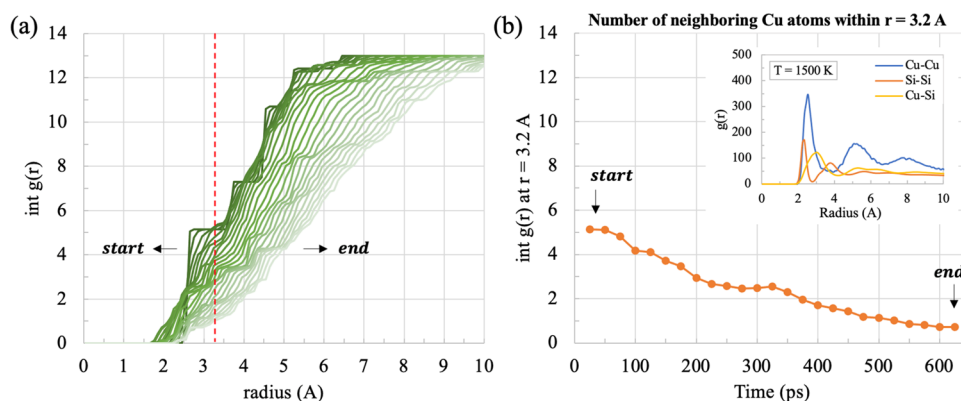 (a)
int g(r)
14
12
10
8
6
4
2
0
start
end
0 1 2 3 4 5 6 7 8 9 10
radius (A)
(b)
Number of neighboring Cu atoms within r = 3.2 A
int g(r) at r = 3.2 A
14
12
10
8
6
4
2
0
start
end
0 100 200 300 400 500 600
Time (ps)
T = 1500 K
Cu-Cu
Si-Si
Cu-Si
g(r)
500
400
300
200
100
0
0 2 4 6 8 10
Radius (A)